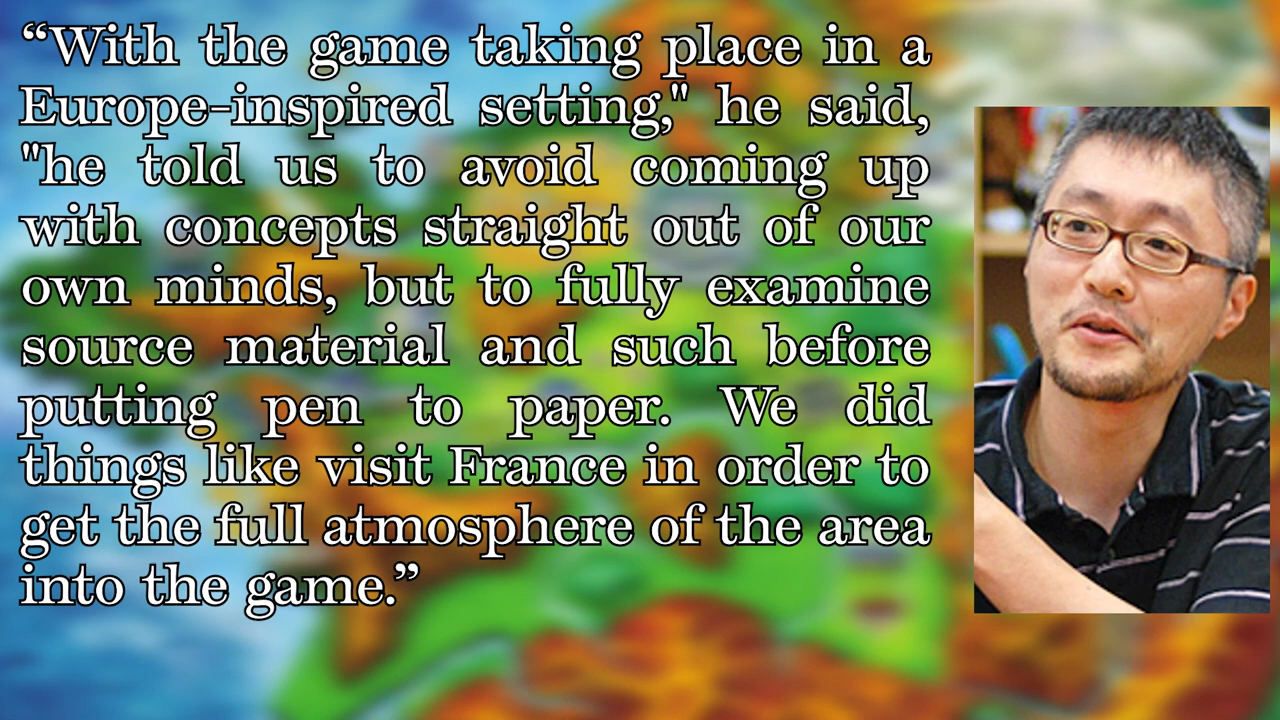 “With the game taking place in a
Europe-inspired setting," he said,
"he told us to avoid coming up
with concepts straight out of our
own minds, but to fully examine
source material and such before
putting pen to paper. We did
things like visit France in order to
get the full atmosphere of the area
into the game.”